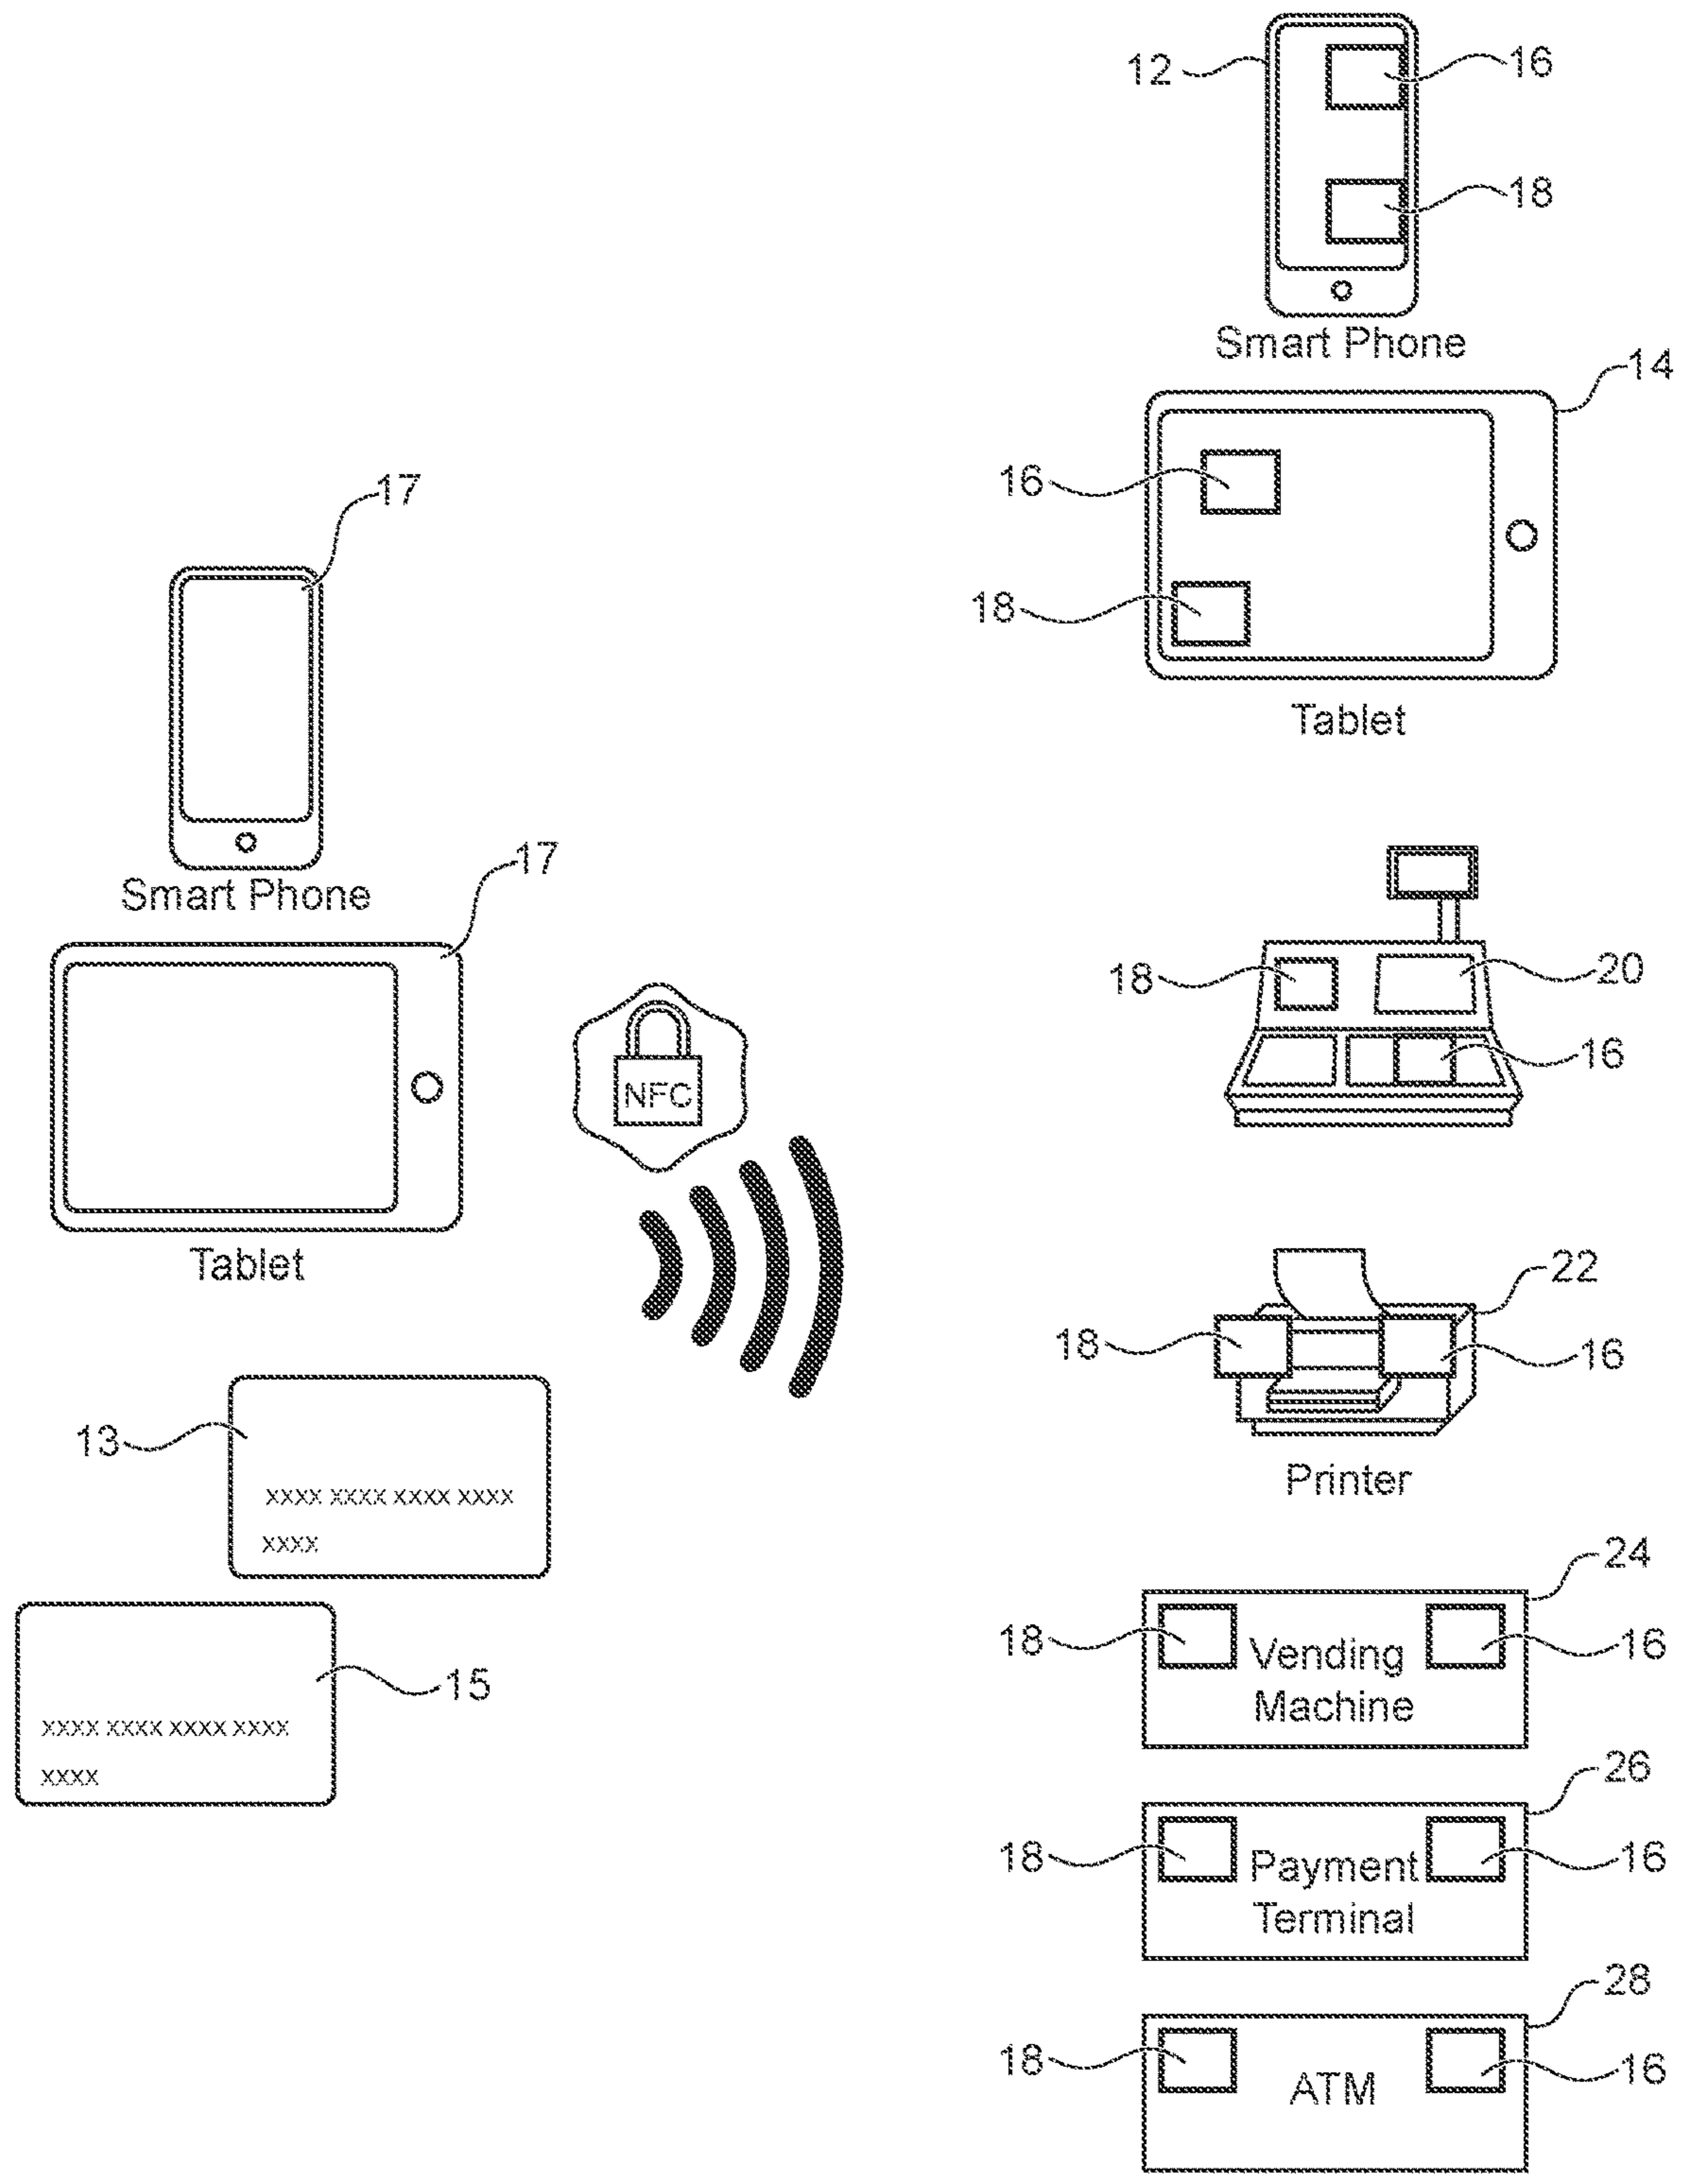 12
16
18
Smart Phone
14
16
18
Tablet
17
Smart Phone
17
Tablet
NFC
13
XXXX XXXX XXXX XXXX
XXXX
15
XXXX XXXX XXXX XXXX
XXXX
18
20
16
22
18
16
Printer
24
18
16
Vending
Machine
26
18
16
Payment
Terminal
28
18
16
ATM